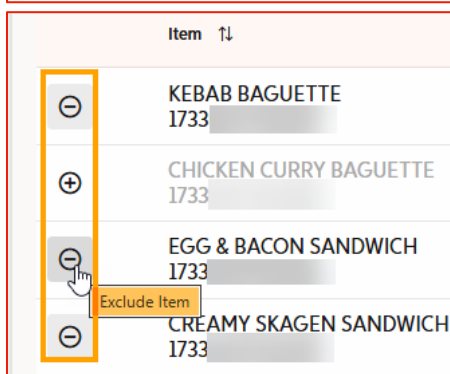 Item
KEBAB BAGUETTE
1733
CHICKEN CURRY BAGUETTE
1733
EGG & BACON SANDWICH
1733
Exclude Item
CREAMY SKAGEN SANDWICH
1733